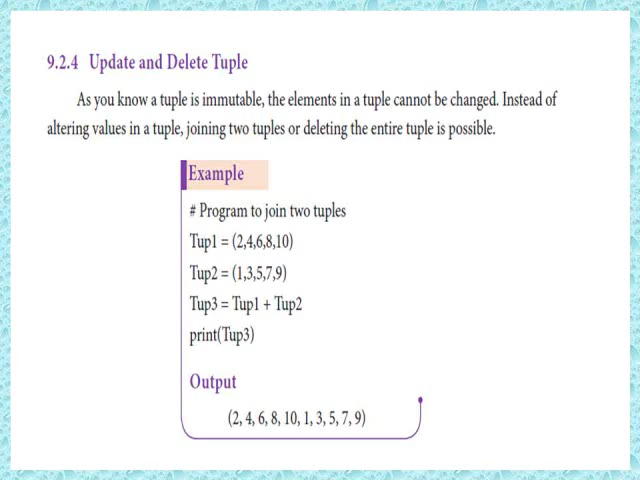 9.2.4 Update and Delete Tuple
As you know a tuple is immutable, the elements in a tuple cannot be changed. Instead of
altering values in a tuple, joining two tuples or deleting the entire tuple is possible.
Example
# Program to join two tuples
Tup1 = (2,4,6,8,10)
Tup2 = (1,3,5,7,9)
Tup3 = Tup1 + Tup2
print(Tup3)
Output
(2, 4, 6, 8, 10, 1, 3, 5, 7, 9)